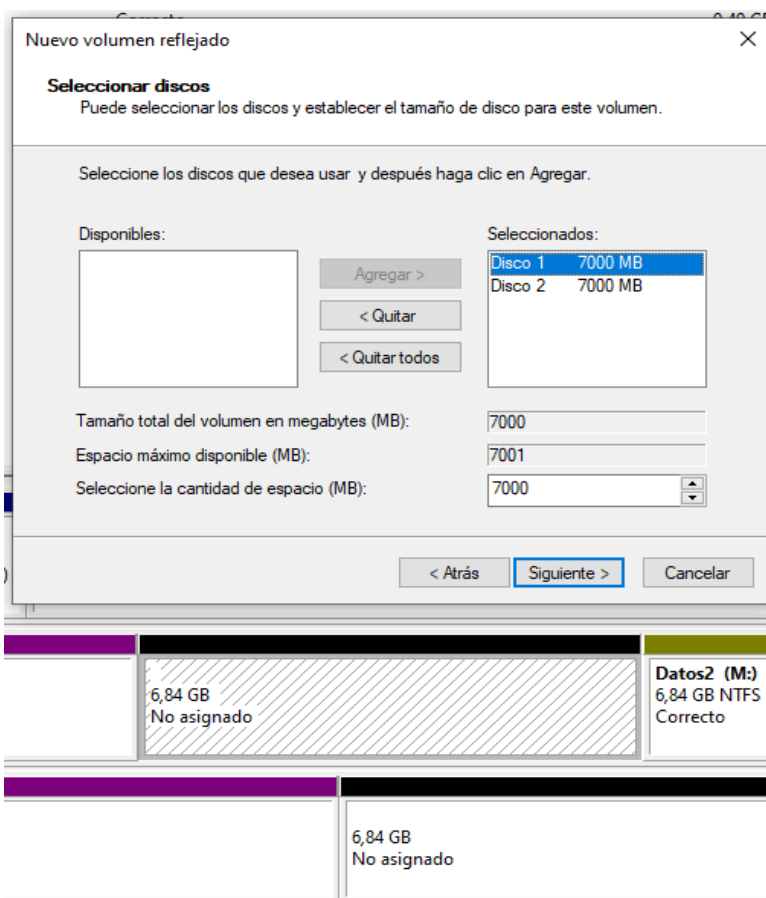 Correcto
Nuevo volumen reflejado
Seleccionar discos
Puede seleccionar los discos y establecer el tamaño de disco para este volumen.
Seleccione los discos que desea usar y después haga clic en Agregar.
Disponibles:
Seleccionados:
Agregar >
< Quitar
< Quitar todos
Disco 1 7000 MB
Disco 2 7000 MB
Tamaño total del volumen en megabytes (MB): 7000
Espacio máximo disponible (MB): 7001
Seleccione la cantidad de espacio (MB): 7000
< Atrás Siguiente > Cancelar
6,84 GB
No asignado
Datos2 (M:)
6,84 GB NTFS
Correcto
6,84 GB
No asignado